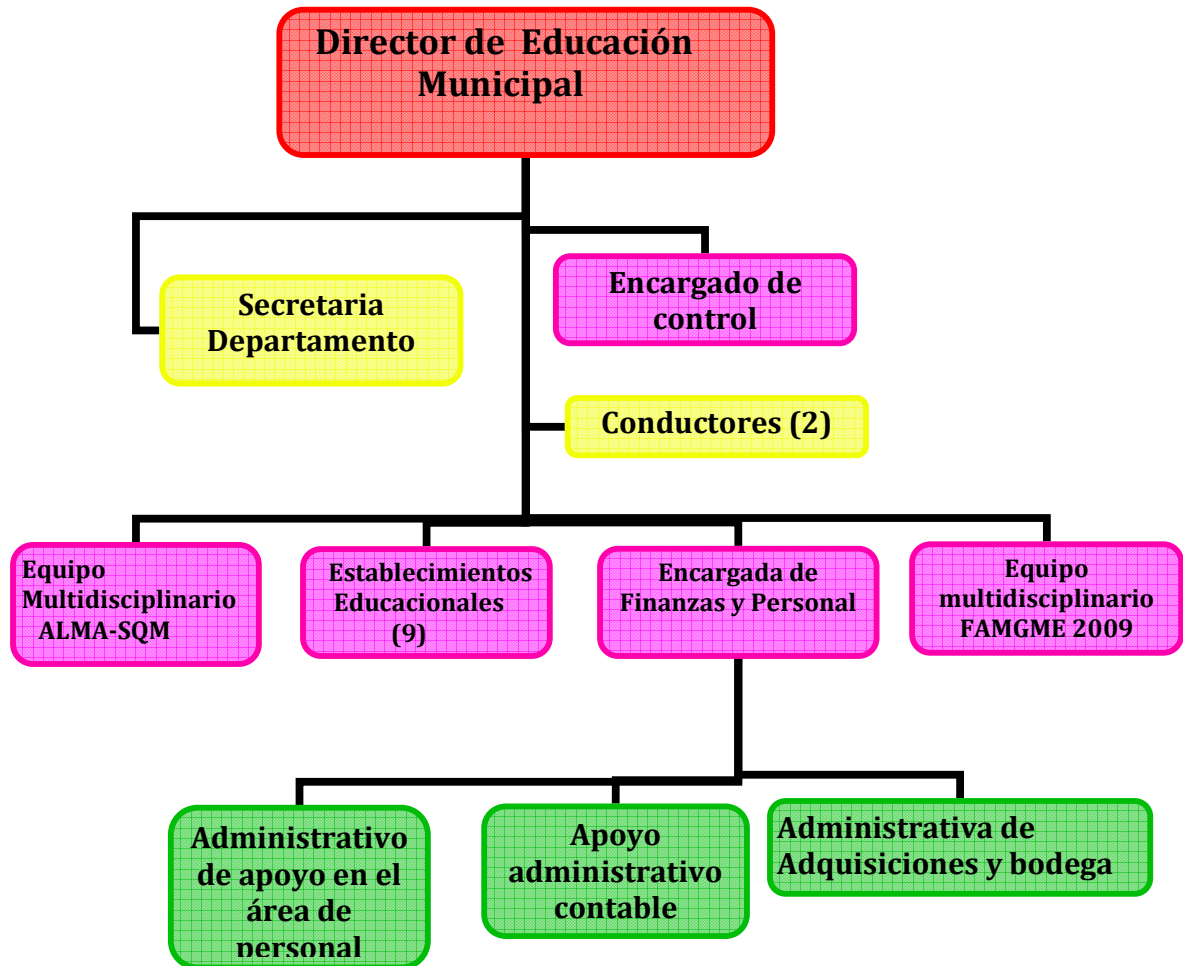 Director de Educación
Municipal
Secretaria
Departamento
Encargado de
control
Conductores (2)
Equipo
Multidisciplinario
ALMA-SQM
Establecimientos
Educacionales
(9)
Encargada de
Finanzas y Personal
Equipo
multidisciplinario
FAMGME 2009
Administrativo
de apoyo en el
área de
personal
Apoyo
administrativo
contable
Administrativa de
Adquisiciones y bodega